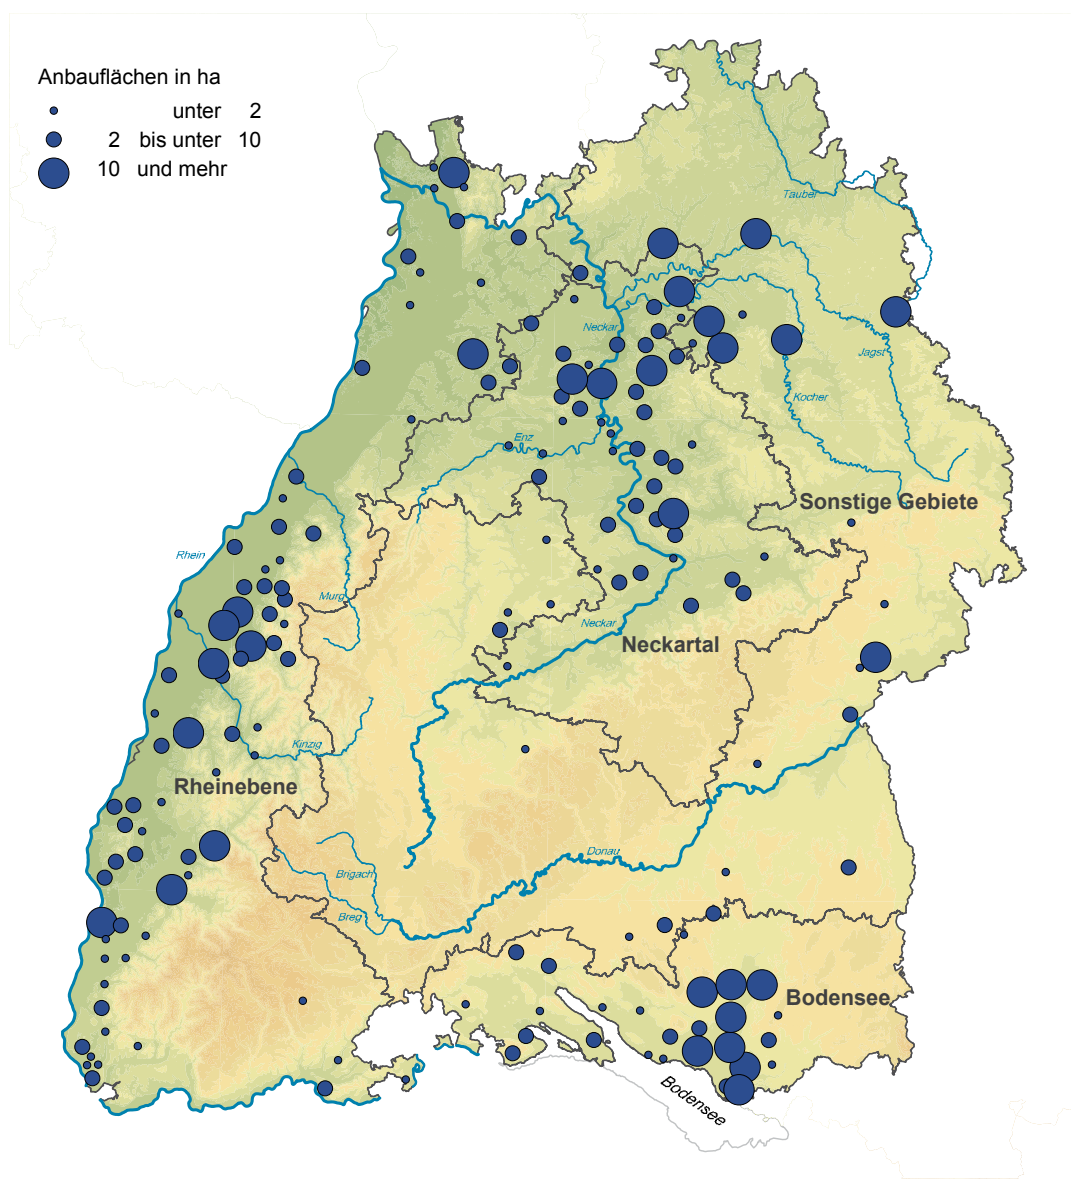 Anbauflächen in ha
unter 2
2 bis unter 10
10 und mehr
Tauber
Neckar
Jagst
Kocher
Enz
Sonstige Gebiete
Rhein
Murg
Neckar
Neckartal
Kinzig
Rheinebene
Donau
Brigach
Breg
Bodensee
Bodensee